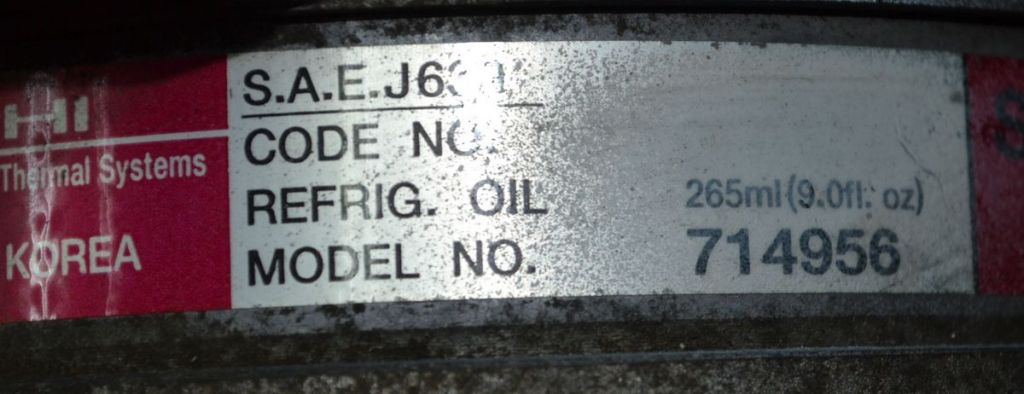 Thermal Systems
KOREA
S.A.E.
CODE NO.
REFRIG. OIL 265ml(9.0fl. oz)
MODEL NO. 714956